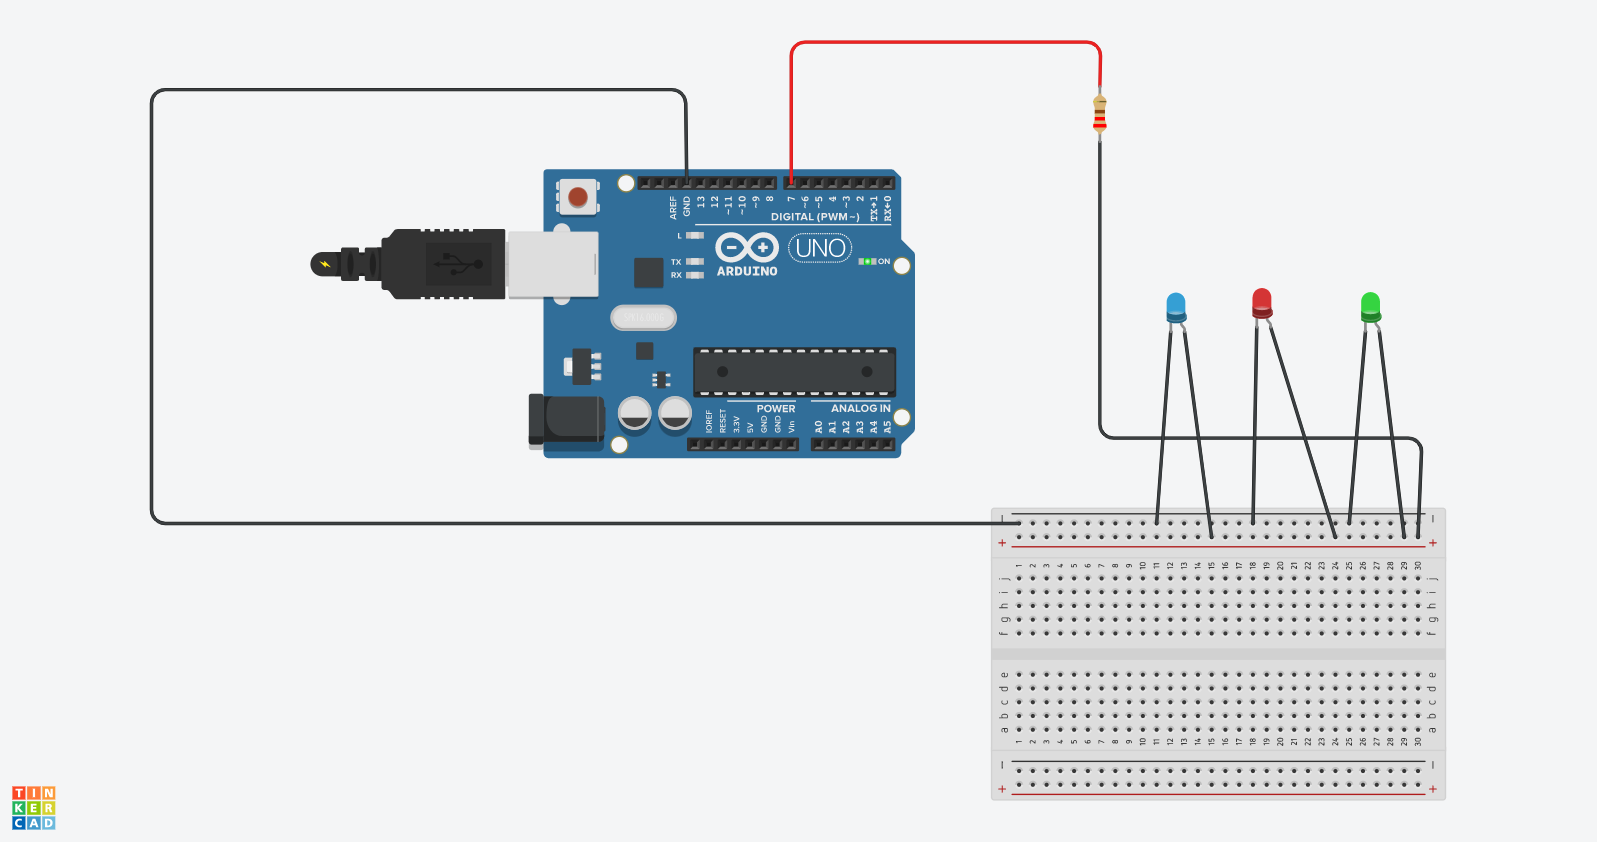 AREF
GND
13
12
~11
~10
~9
8
7
~6
~5
4
~3
2
TX→1
RX←0
DIGITAL (PWM~)
L
TX
RX
UNO
ARDUINO
ON
POWER
ANALOG IN
IOREF
RESET
3.3V
5V
GND
GND
Vin
A0
A1
A2
A3
A4
A5
− −
+ +
1 2 3 4 5 6 7 8 9 10 11 12 13 14 15 16 17 18 19 20 21 22 23 24 25 26 27 28 29 30
j j
i i
h h
g g
f f
e e
d d
c c
b b
a a
1 2 3 4 5 6 7 8 9 10 11 12 13 14 15 16 17 18 19 20 21 22 23 24 25 26 27 28 29 30
− −
+ +
TIN
KER
CAD